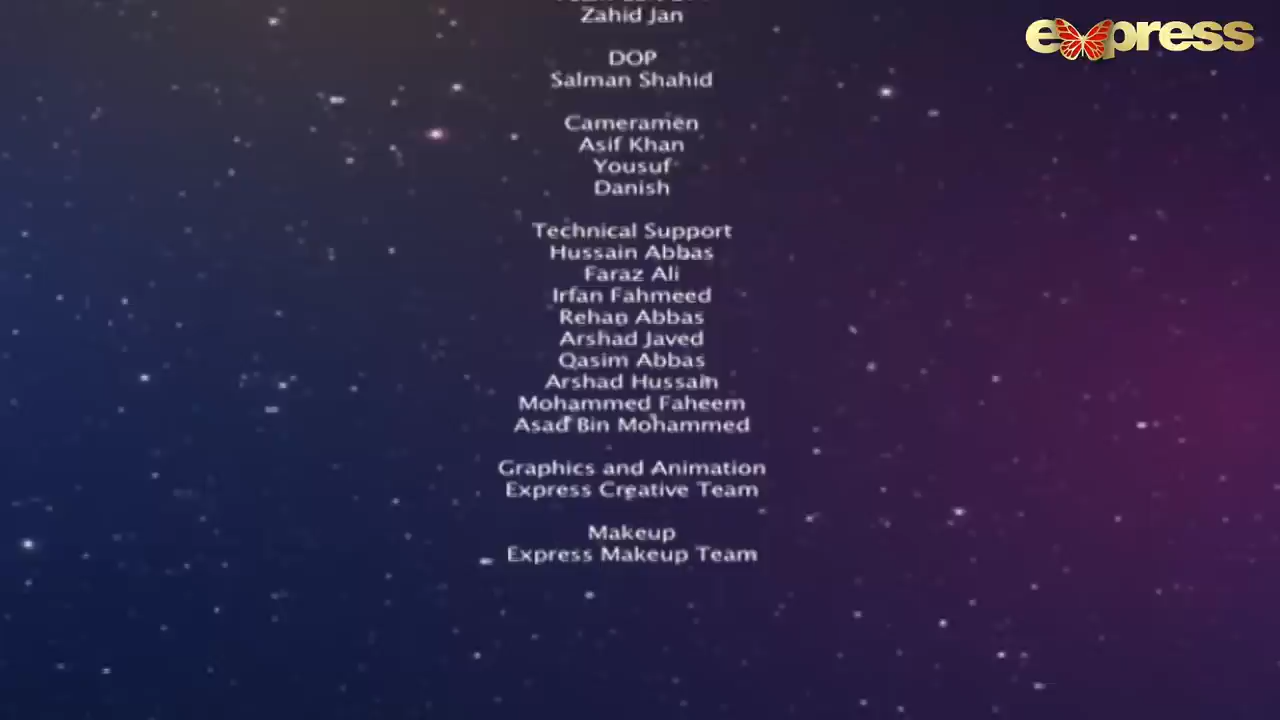 express
Zahid Jan
DOP
Salman Shahid
Cameramen
Asif Khan
Yousuf
Danish
Technical Support
Hussain Abbas
Faraz Ali
Irfan Fahmeed
Rehan Abbas
Arshad Javed
Qasim Abbas
Arshad Hussain
Mohammed Faheem
Asad Bin Mohammed
Graphics and Animation
Express Creative Team
Makeup
Express Makeup Team